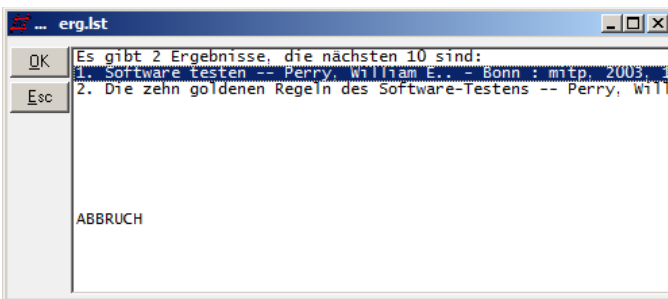 ... erg.lst
OK
Esc
Es gibt 2 Ergebnisse, die nächsten 10 sind:
1. Software testen -- Perry, William E.. - Bonn : mitp, 2003, 1
2. Die zehn goldenen Regeln des Software-Testens -- Perry, Will
ABBRUCH